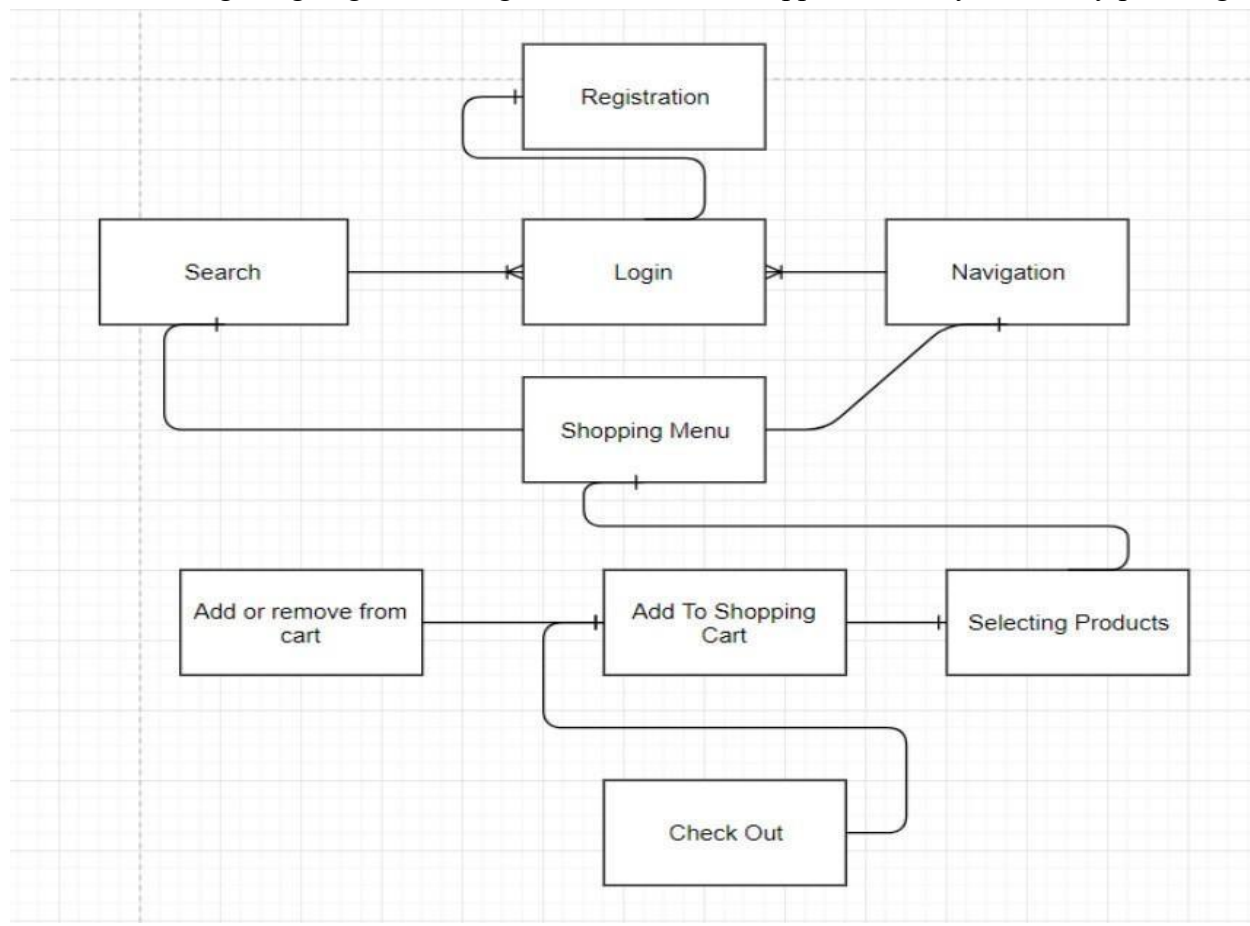 Registration
Search
Login
Navigation
Shopping Menu
Add or remove from
cart
Add To Shopping
Cart
Selecting Products
Check Out